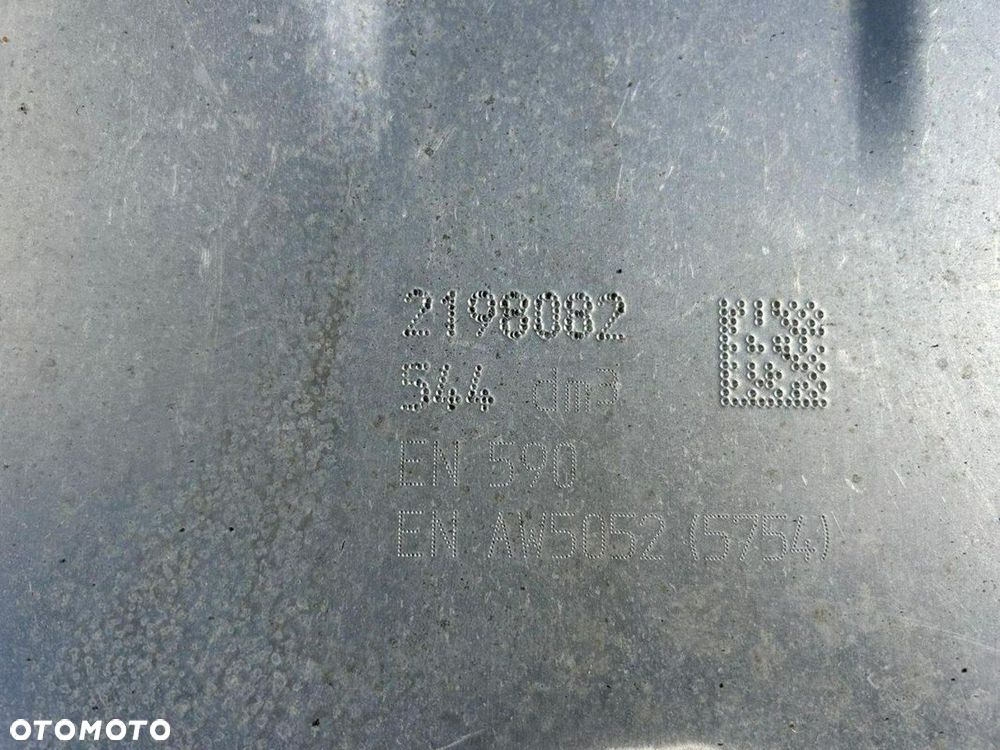 2198082
544 dm3
EN 590
EN AW5052 (5754)
OTOMOTO